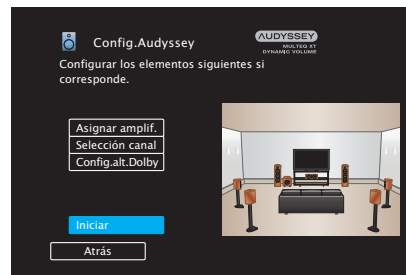 Config.Audyssey
AUDYSSEY
MULTEQ XT
DYNAMIC VOLUME
Configurar los elementos siguientes si
corresponde.
Asignar amplif.
Selección canal
Config.alt.Dolby
Iniciar
Atrás